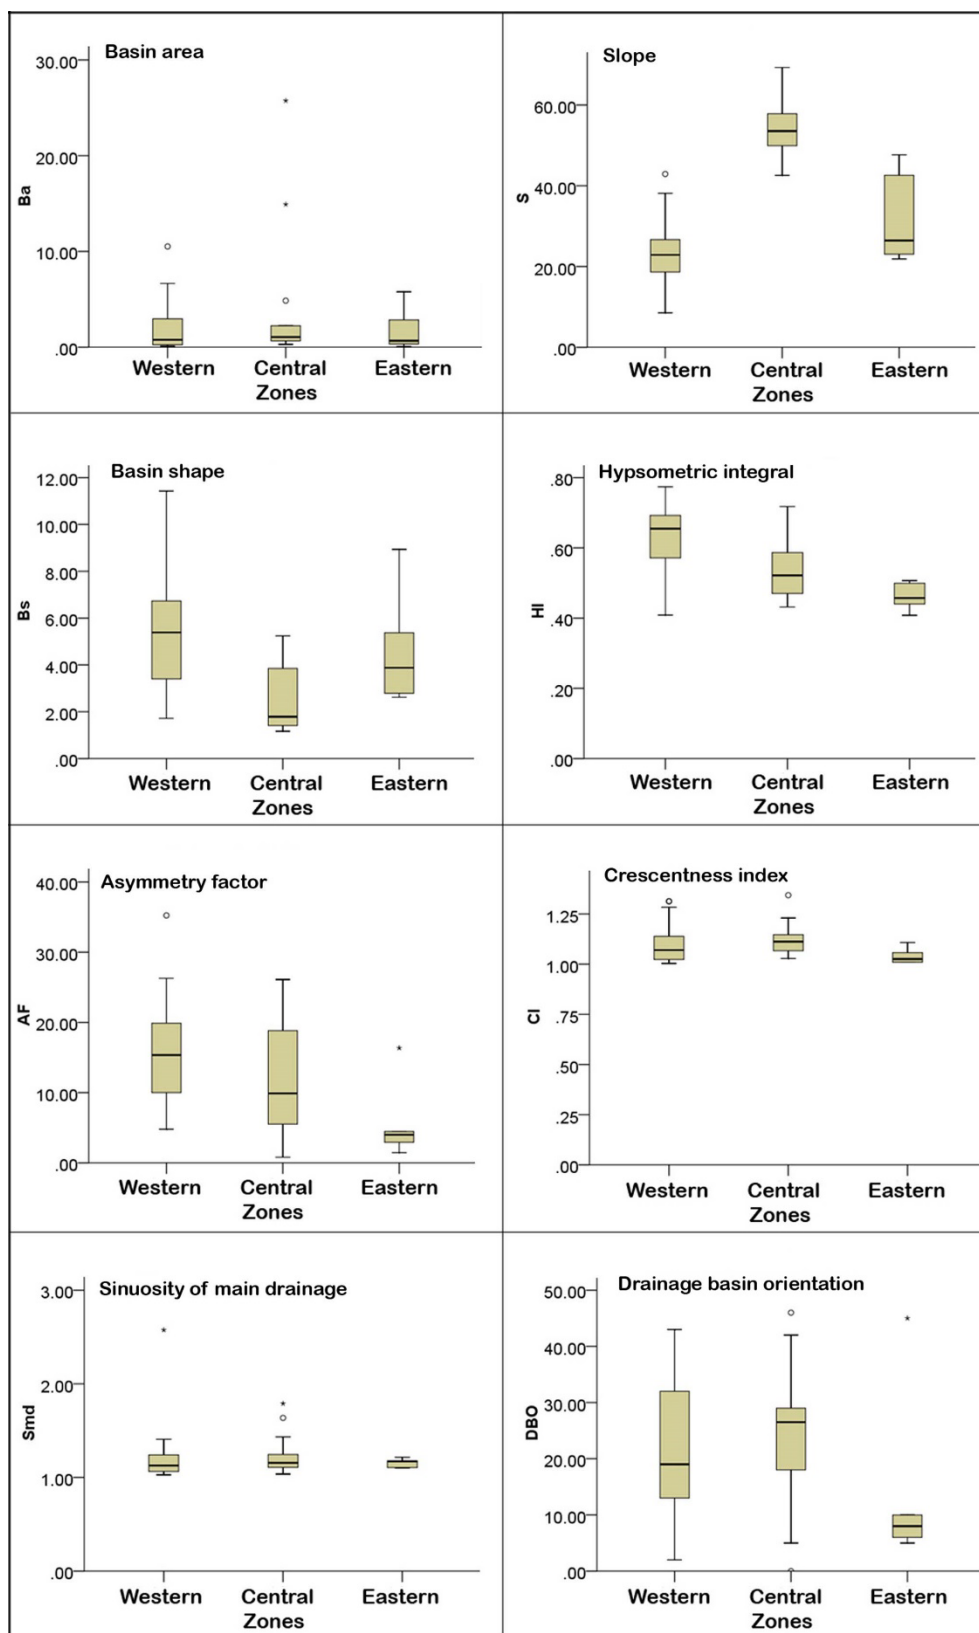 Basin area
30.00
20.00
10.00
.00
Ba
Western Central Eastern
Zones
Slope
60.00
40.00
20.00
.00
S
Western Central Eastern
Zones
Basin shape
12.00
10.00
8.00
6.00
4.00
2.00
.00
Bs
Western Central Eastern
Zones
Hypsometric integral
.80
.60
.40
.20
.00
HI
Western Central Eastern
Zones
Asymmetry factor
40.00
30.00
20.00
10.00
.00
AF
Western Central Eastern
Zones
Crescentness index
1.25
1.00
.75
.50
.25
.00
CI
Western Central Eastern
Zones
Sinuosity of main drainage
3.00
2.00
1.00
.00
Smd
Western Central Eastern
Zones
Drainage basin orientation
50.00
40.00
30.00
20.00
10.00
.00
DBO
Western Central Eastern
Zones